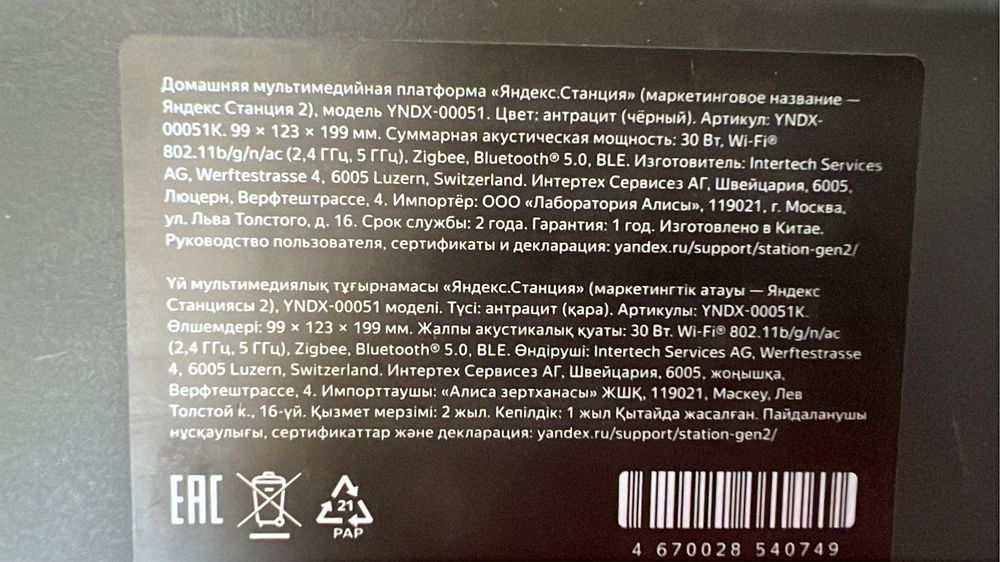 Домашняя мультимедийная платформа «Яндекс.Станция» (маркетинговое название —
Яндекс Станция 2), модель YNDX-00051. Цвет: антрацит (чёрный). Артикул: YNDX-
00051K. 99 × 123 × 199 мм. Суммарная акустическая мощность: 30 Вт, Wi-Fi®
802.11b/g/n/ac (2,4 ГГц, 5 ГГц), Zigbee, Bluetooth® 5.0, BLE. Изготовитель: Intertech Services
AG, Werftestrasse 4, 6005 Luzern, Switzerland. Интертех Сервисез АГ, Швейцария, 6005,
Люцерн, Верфтештрассе, 4. Импортёр: ООО «Лаборатория Алисы», 119021, г. Москва,
ул. Льва Толстого, д. 16. Срок службы: 2 года. Гарантия: 1 год. Изготовлено в Китае.
Руководство пользователя, сертификаты и декларация: yandex.ru/support/station-gen2/
Үй мультимедиялық тұғырнамасы «Яндекс.Станция» (маркетингтік атауы — Яндекс
Станциясы 2), YNDX-00051 моделі. Түсі: антрацит (қара). Артикулы: YNDX-00051K.
Өлшемдері: 99 × 123 × 199 мм. Жалпы акустикалық қуаты: 30 Вт. Wi-Fi® 802.11b/g/n/ac
(2,4 ГГц, 5 ГГц), Zigbee, Bluetooth® 5.0, BLE. Өндіруші: Intertech Services AG, Werftestrasse
4, 6005 Luzern, Switzerland. Интертех Сервисез АГ, Швейцария, 6005, жоңышқа,
Верфтештрассе, 4. Импорттаушы: «Алиса зертханасы» ЖШҚ, 119021, Мәскеу, Лев
Толстой к., 16-үй. Қызмет мерзімі: 2 жыл. Кепілдік: 1 жыл Қытайда жасалған. Пайдаланушы
нұсқаулығы, сертификаттар және декларация: yandex.ru/support/station-gen2/
EAC
21
PAP
4 670028 540749